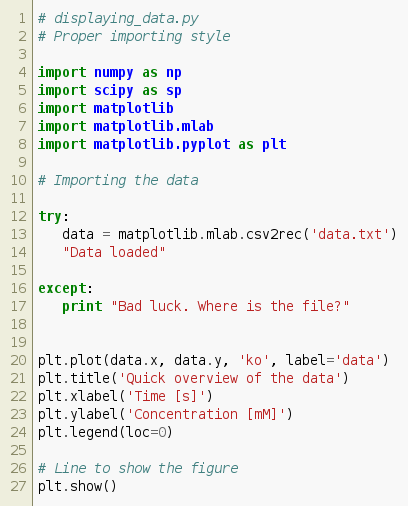 1 # displaying_data.py
2 # Proper importing style
3
4 import numpy as np
5 import scipy as sp
6 import matplotlib
7 import matplotlib.mlab
8 import matplotlib.pyplot as plt
9
10 # Importing the data
11
12 try:
13    data = matplotlib.mlab.csv2rec('data.txt')
14    "Data loaded"
15
16 except:
17    print "Bad luck. Where is the file?"
18
19
20 plt.plot(data.x, data.y, 'ko', label='data')
21 plt.title('Quick overview of the data')
22 plt.xlabel('Time [s]')
23 plt.ylabel('Concentration [mM]')
24 plt.legend(loc=0)
25
26 # Line to show the figure
27 plt.show()